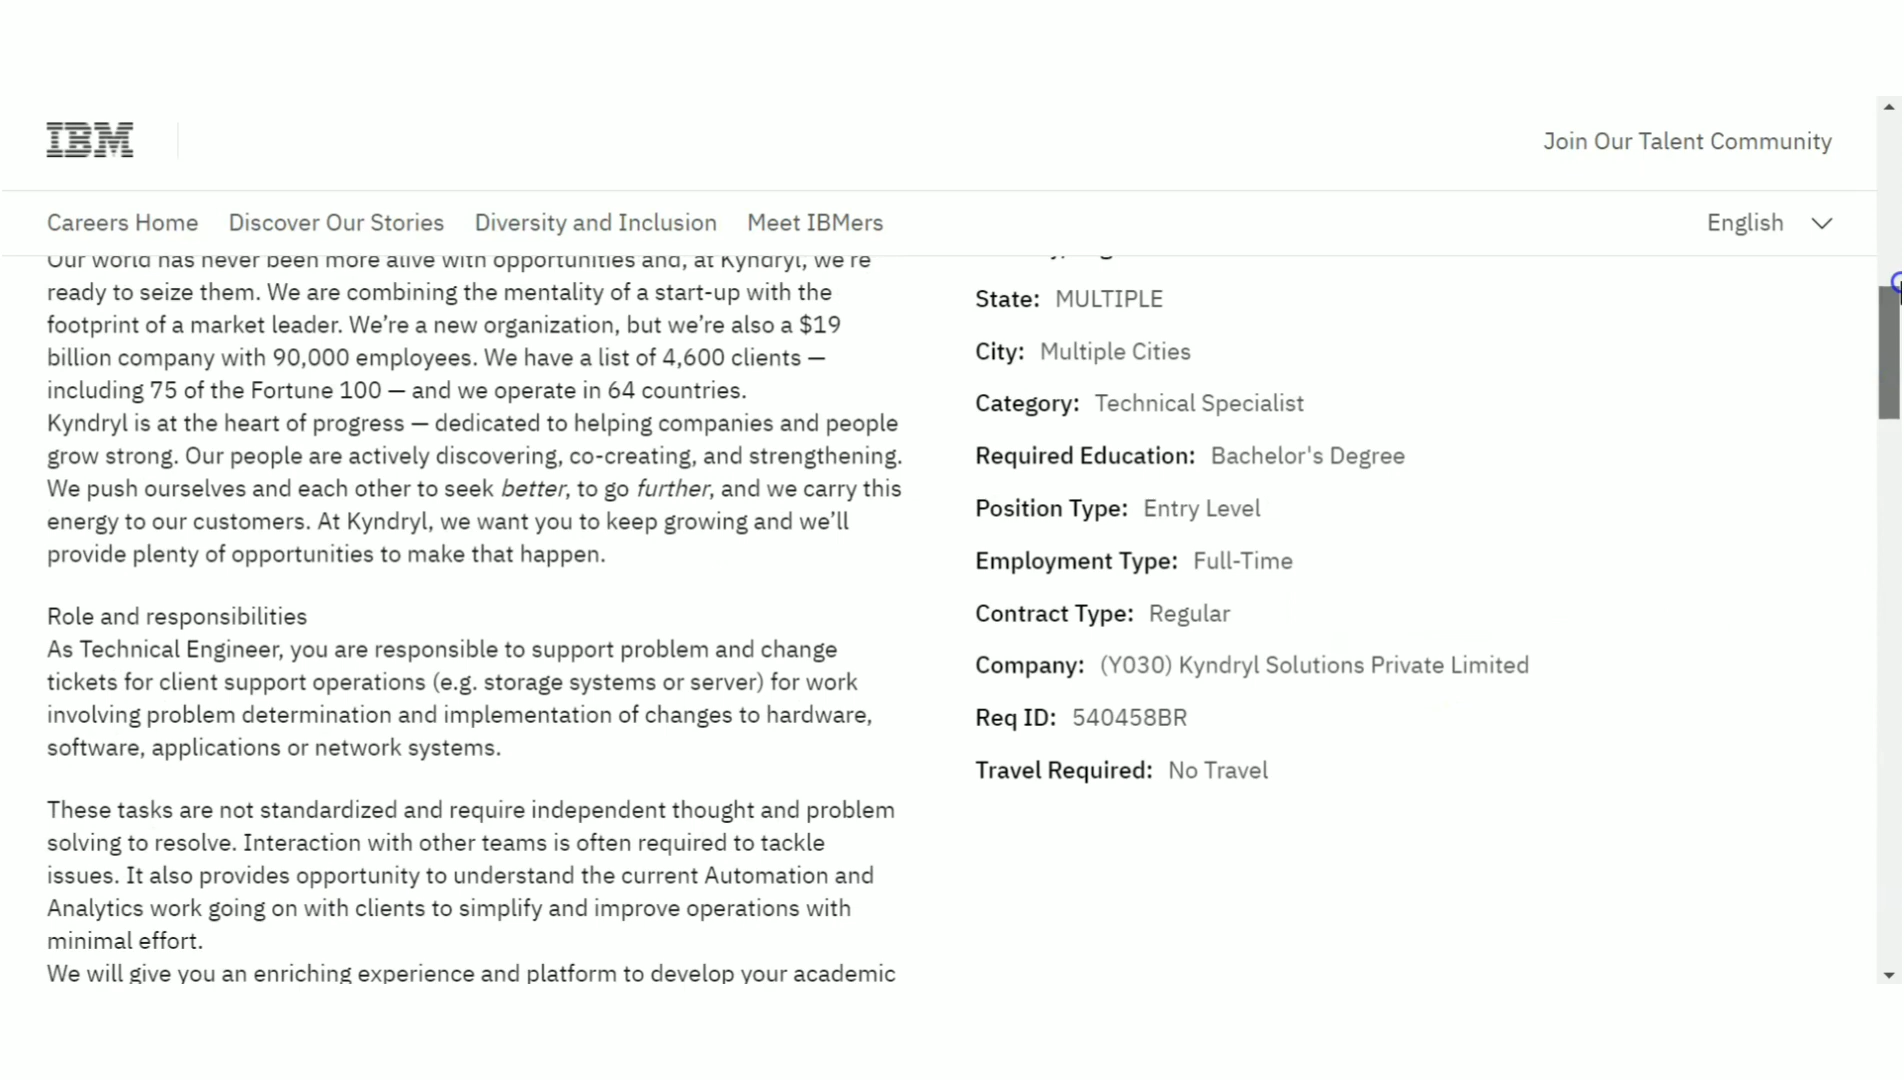 IBM
Join Our Talent Community
Careers Home
Discover Our Stories
Diversity and Inclusion
Meet IBMers
English
Our world has never been more alive with opportunities and, at Kyndryl, we're
ready to seize them. We are combining the mentality of a start-up with the
footprint of a market leader. We’re a new organization, but we’re also a $19
billion company with 90,000 employees. We have a list of 4,600 clients —
including 75 of the Fortune 100 — and we operate in 64 countries.
Kyndryl is at the heart of progress — dedicated to helping companies and people
grow strong. Our people are actively discovering, co-creating, and strengthening.
We push ourselves and each other to seek better, to go further, and we carry this
energy to our customers. At Kyndryl, we want you to keep growing and we’ll
provide plenty of opportunities to make that happen.
Role and responsibilities
As Technical Engineer, you are responsible to support problem and change
tickets for client support operations (e.g. storage systems or server) for work
involving problem determination and implementation of changes to hardware,
software, applications or network systems.
These tasks are not standardized and require independent thought and problem
solving to resolve. Interaction with other teams is often required to tackle
issues. It also provides opportunity to understand the current Automation and
Analytics work going on with clients to simplify and improve operations with
minimal effort.
We will give you an enriching experience and platform to develop your academic
State: MULTIPLE
City: Multiple Cities
Category: Technical Specialist
Required Education: Bachelor's Degree
Position Type: Entry Level
Employment Type: Full-Time
Contract Type: Regular
Company: (Y030) Kyndryl Solutions Private Limited
Req ID: 540458BR
Travel Required: No Travel